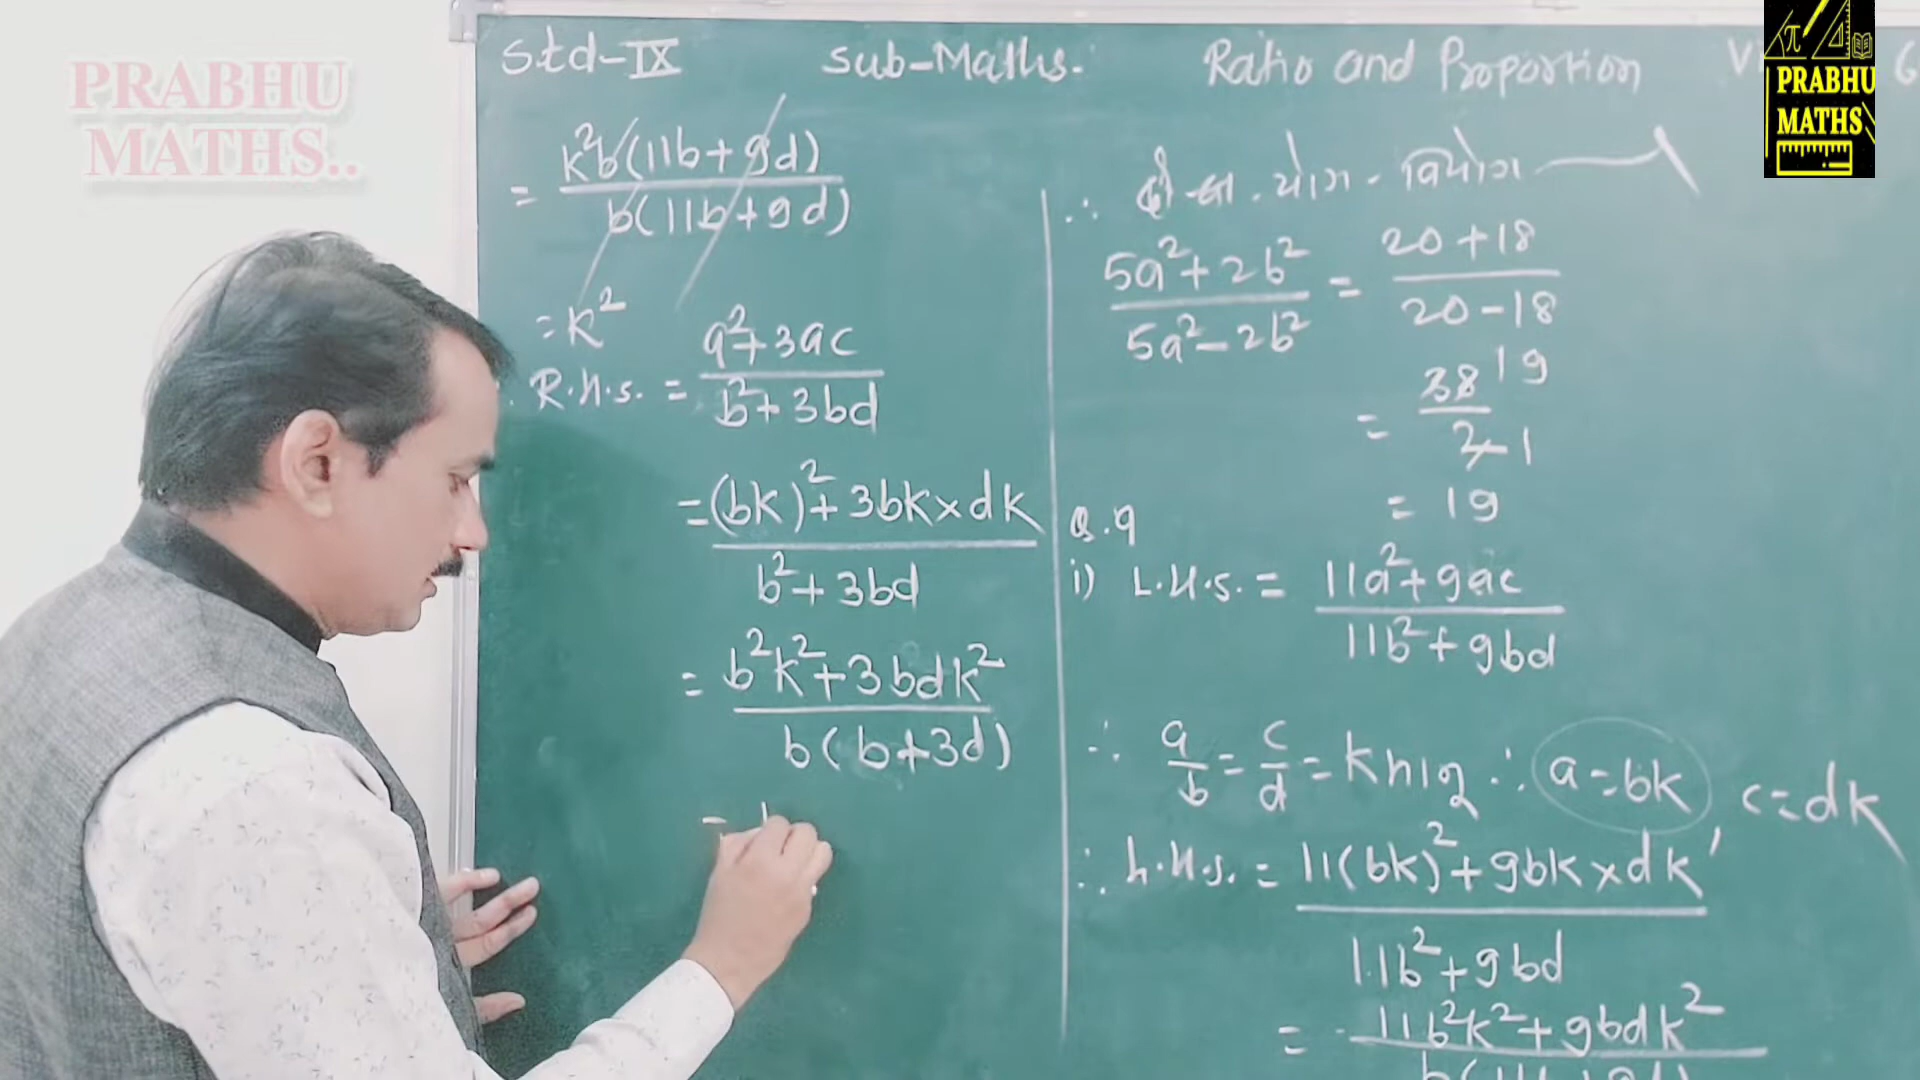 PRABHU
MATHS..
Std-IX Sub-Maths. Ratio and Proportion
PRABHU
MATHS
= k²b(11b+9d)
b(11b+9d)
= k²
R.H.S. = a²+3ac
b²+3bd
= (bk)²+3bk×dk
b²+3bd
= b²k²+3bdk²
b(b+3d)
=
∴ योग - वियोग
5a²+2b² = 20+18
5a²-2b² 20-18
= 38 19
2 1
= 19
Q.9
i) L.H.S. = 11a²+9ac
11b²+9bd
∴ a/b = c/d = k ∴ a=bk, c=dk
∴ L.H.S. = 11(bk)²+9bk×dk
11b²+9bd
= 11b²k²+9bdk²